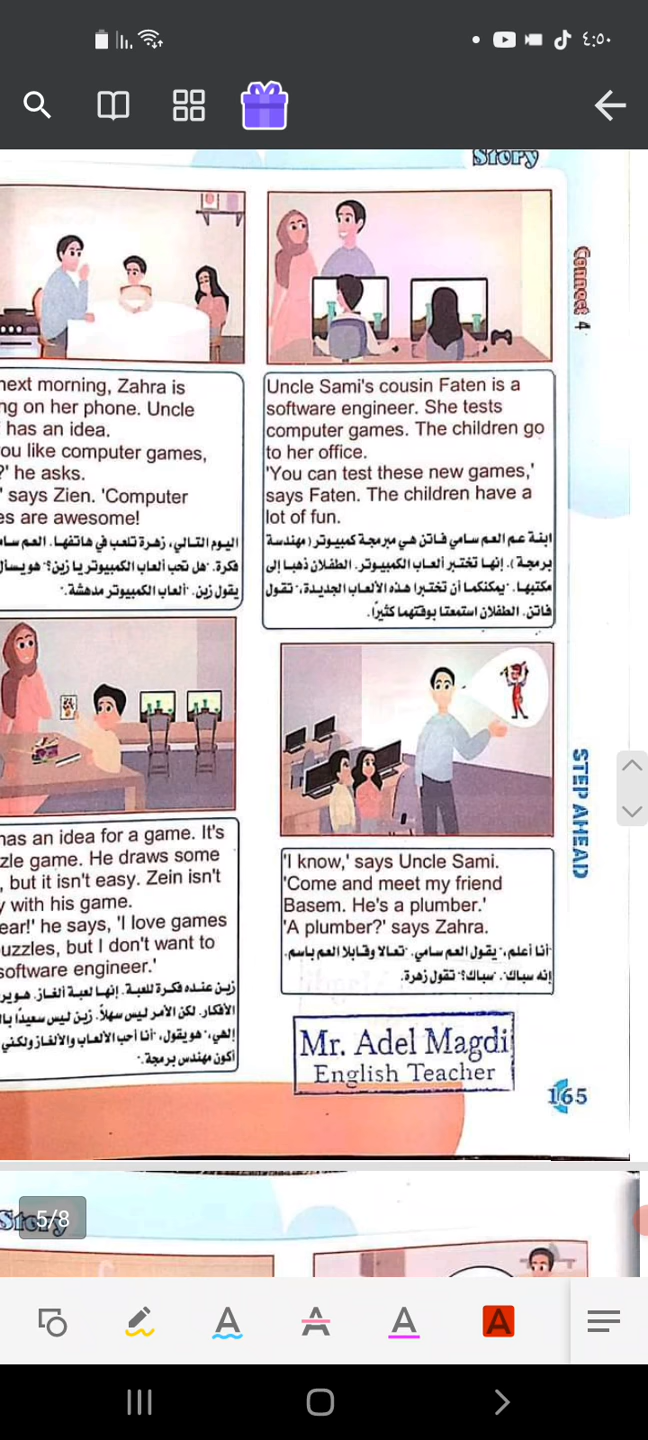 ٤:٥٠
Story
Connect 4
next morning, Zahra is
ng on her phone. Uncle
has an idea.
ou like computer games,
?' he asks.
' says Zien. 'Computer
es are awesome!
اليوم التالي، زهرة تلعب في هاتفها. العم سا
فكرة. "هل تحب ألعاب الكمبيوتر يا زين؟" هو يسأل
يقول زين. "ألعاب الكمبيوتر مدهشة."
Uncle Sami's cousin Faten is a
software engineer. She tests
computer games. The children go
to her office.
'You can test these new games,'
says Faten. The children have a
lot of fun.
ابنة عم العم سامي فاتن هي مبرمجة كمبيوتر (مهندسة
برمجة). إنها تختبر ألعاب الكمبيوتر. الطفلان ذهبا إلى
مكتبها. "يمكنكما أن تختبرا هذه الألعاب الجديدة،" تقول
فاتن. الطفلان استمتعا بوقتهما كثيرًا.
has an idea for a game. It's
zle game. He draws some
, but it isn't easy. Zein isn't
y with his game.
ear!' he says, 'I love games
uzzles, but I don't want to
software engineer.'
زين عنده فكرة للعبة. إنها لعبة ألغاز. هو ير
الأفكار. لكن الأمر ليس سهلاً. زين ليس سعيدًا با
إلهي،" هو يقول، "أنا أحب الألعاب والألغاز ولكني
أكون مهندس برمجة."
'I know,' says Uncle Sami.
'Come and meet my friend
Basem. He's a plumber.'
'A plumber?' says Zahra.
"أنا أعلم،" يقول العم سامي. "تعالا وقابلا العم باسم.
إنه سباك". "سباك؟" تقول زهرة.
STEP AHEAD
Mr. Adel Magdi
English Teacher
165
Story
5/8
A
A
A
A